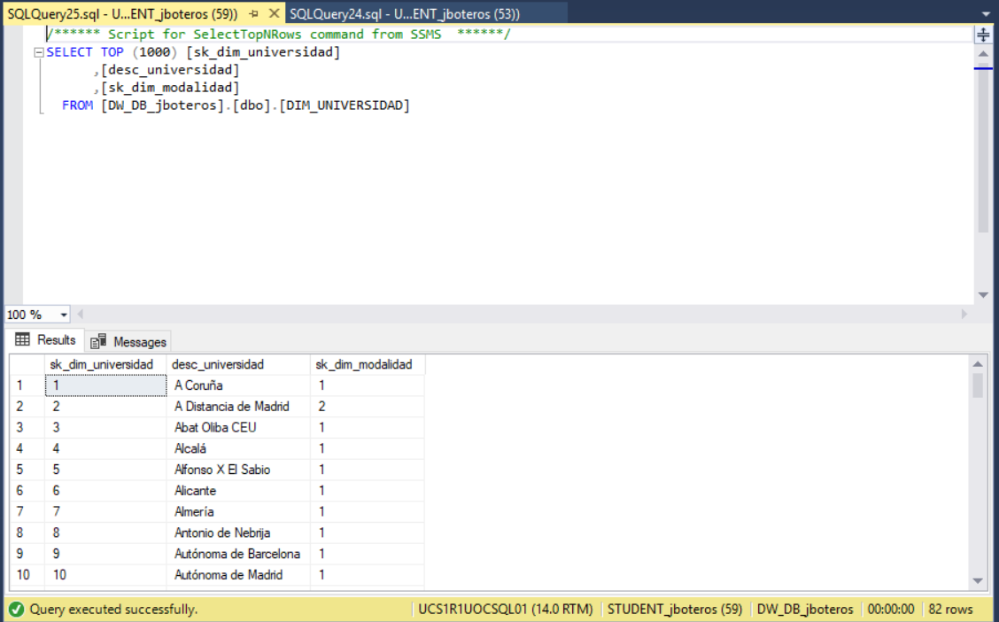 SQLQuery25.sql - U...ENT_jboteros (59)) SQLQuery24.sql - U...ENT_jboteros (53))
/****** Script for SelectTopNRows command from SSMS  ******/
SELECT TOP (1000) [sk_dim_universidad]
,[desc_universidad]
,[sk_dim_modalidad]
FROM [DW_DB_jboteros].[dbo].[DIM_UNIVERSIDAD]
100 %
Results Messages
sk_dim_universidad desc_universidad sk_dim_modalidad
1 1 A Coruña 1
2 2 A Distancia de Madrid 2
3 3 Abat Oliba CEU 1
4 4 Alcalá 1
5 5 Alfonso X El Sabio 1
6 6 Alicante 1
7 7 Almería 1
8 8 Antonio de Nebrija 1
9 9 Autónoma de Barcelona 1
10 10 Autónoma de Madrid 1
Query executed successfully. UCS1R1UOCSQL01 (14.0 RTM) STUDENT_jboteros (59) DW_DB_jboteros 00:00:00 82 rows